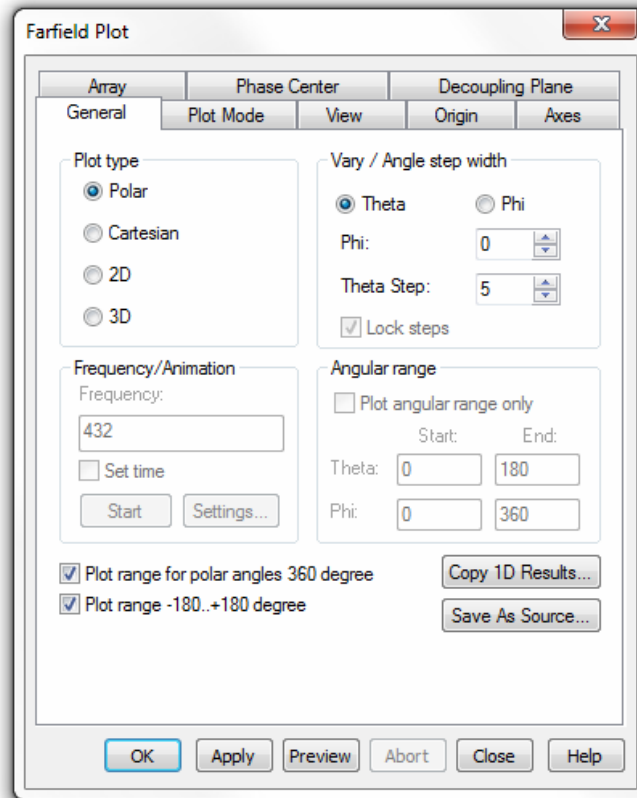 Farfield Plot
Array Phase Center Decoupling Plane
General Plot Mode View Origin Axes
Plot type
Polar
Cartesian
2D
3D
Vary / Angle step width
Theta Phi
Phi: 0
Theta Step: 5
Lock steps
Frequency/Animation
Frequency:
432
Set time
Start Settings...
Angular range
Plot angular range only
Start: End:
Theta: 0 180
Phi: 0 360
Plot range for polar angles 360 degree
Plot range -180..+180 degree
Copy 1D Results...
Save As Source...
OK Apply Preview Abort Close Help